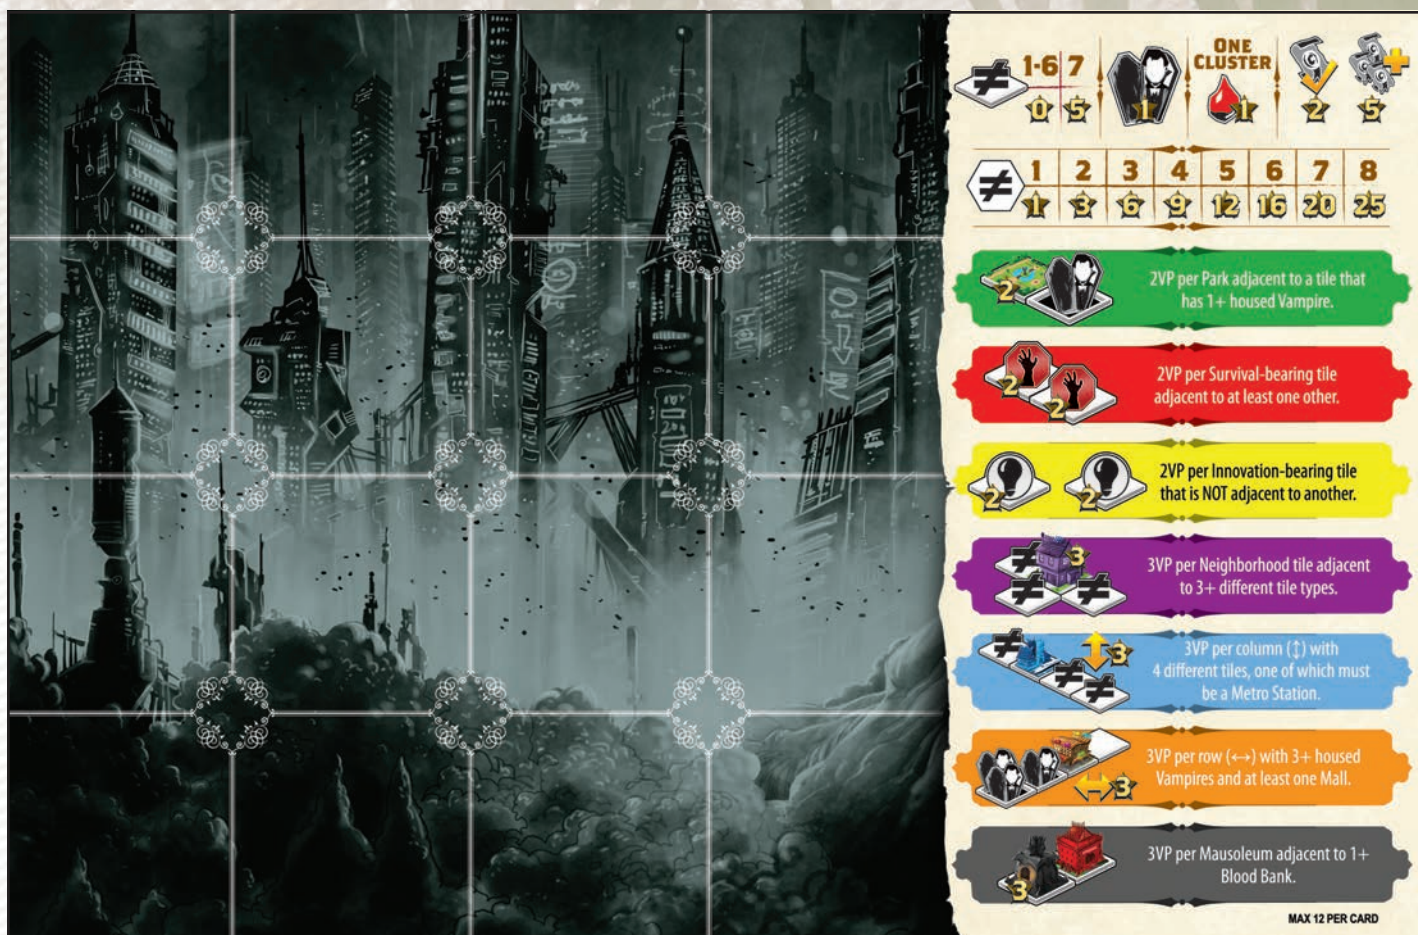 1-6 7
0 5
1
ONE
CLUSTER
1
2
5
1 2 3 4 5 6 7 8
1 3 6 9 12 16 20 25
2VP per Park adjacent to a tile that
has 1+ housed Vampire.
2
2VP per Survival-bearing tile
adjacent to at least one other.
2
2
2VP per Innovation-bearing tile
that is NOT adjacent to another.
2
2
3VP per Neighborhood tile adjacent
to 3+ different tile types.
3
3VP per column (↕) with
4 different tiles, one of which must
be a Metro Station.
3
3VP per row (↔) with 3+ housed
Vampires and at least one Mall.
3
3VP per Mausoleum adjacent to 1+
Blood Bank.
3
MAX 12 PER CARD